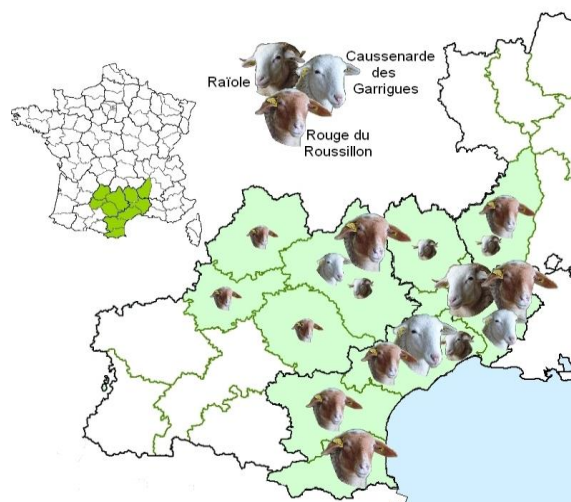 Raïole
Caussenarde
des
Garrigues
Rouge du
Roussillon